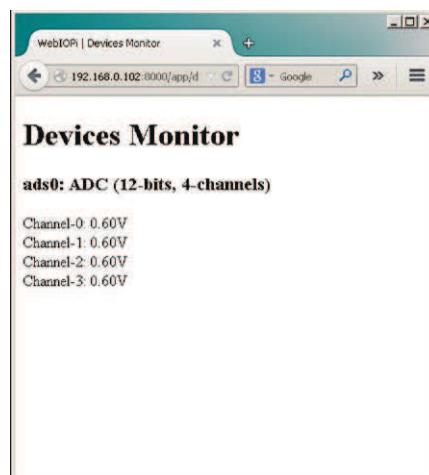 WebIOPi | Devices Monitor
192.168.0.102:8000/app/d
Google
Devices Monitor
ads0: ADC (12-bits, 4-channels)
Channel-0: 0.60V
Channel-1: 0.60V
Channel-2: 0.60V
Channel-3: 0.60V